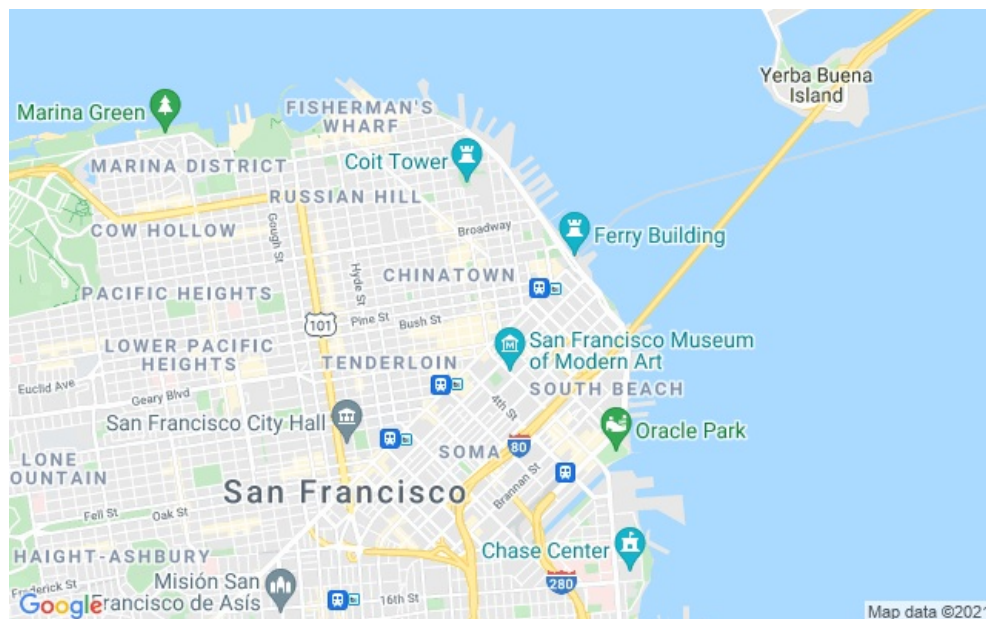 Yerba Buena
Island
Marina Green
FISHERMAN'S
WHARF
Coit Tower
MARINA DISTRICT
RUSSIAN HILL
Gough St
COW HOLLOW
Broadway
Ferry Building
CHINATOWN
Hyde St
PACIFIC HEIGHTS
101
Pine St
Bush St
San Francisco Museum
of Modern Art
LOWER PACIFIC
HEIGHTS
TENDERLOIN
Euclid Ave
Geary Blvd
SOUTH BEACH
4th St
San Francisco City Hall
Oracle Park
SOMA
80
LONE
OUNTAIN
San Francisco
Brannan St
Fell St
Oak St
HAIGHT-ASHBURY
Chase Center
Frederick St
Misión San
Francisco de Asís
280
16th St
Google
Map data ©2021